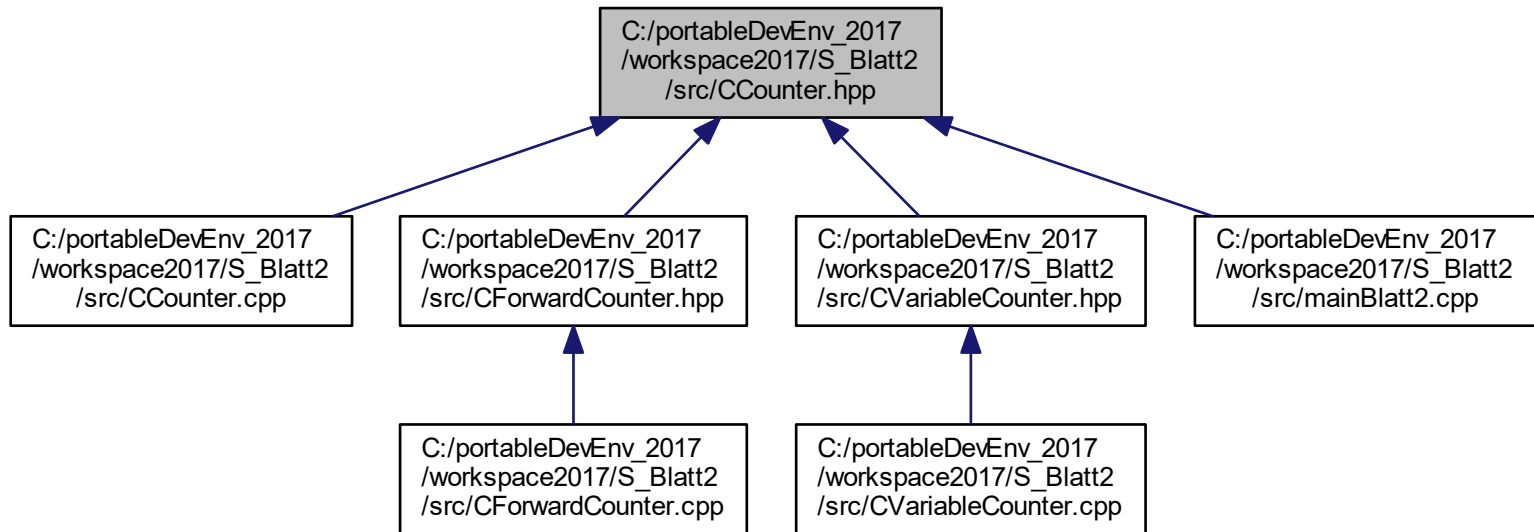 C:/portableDevEnv_2017
/workspace2017/S_Blatt2
/src/CCounter.hpp
C:/portableDevEnv_2017
/workspace2017/S_Blatt2
/src/CCounter.cpp
C:/portableDevEnv_2017
/workspace2017/S_Blatt2
/src/CForwardCounter.hpp
C:/portableDevEnv_2017
/workspace2017/S_Blatt2
/src/CVariableCounter.hpp
C:/portableDevEnv_2017
/workspace2017/S_Blatt2
/src/mainBlatt2.cpp
C:/portableDevEnv_2017
/workspace2017/S_Blatt2
/src/CForwardCounter.cpp
C:/portableDevEnv_2017
/workspace2017/S_Blatt2
/src/CVariableCounter.cpp